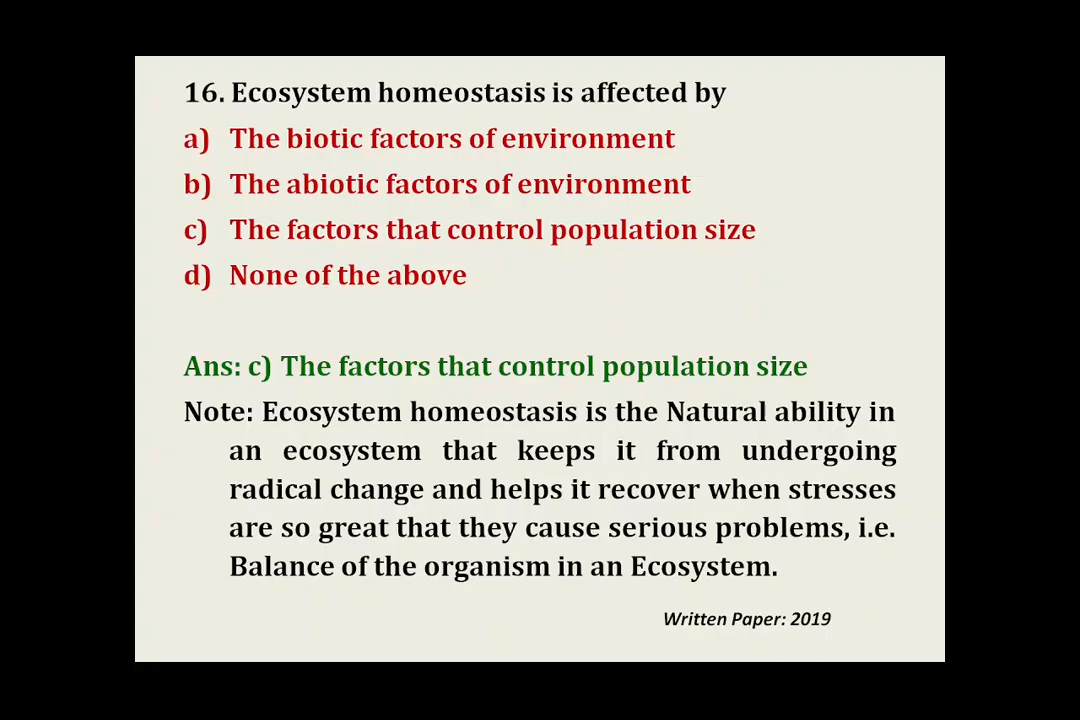 16. Ecosystem homeostasis is affected by
a) The biotic factors of environment
b) The abiotic factors of environment
c) The factors that control population size
d) None of the above
Ans: c) The factors that control population size
Note: Ecosystem homeostasis is the Natural ability in
an ecosystem that keeps it from undergoing
radical change and helps it recover when stresses
are so great that they cause serious problems, i.e.
Balance of the organism in an Ecosystem.
Written Paper: 2019